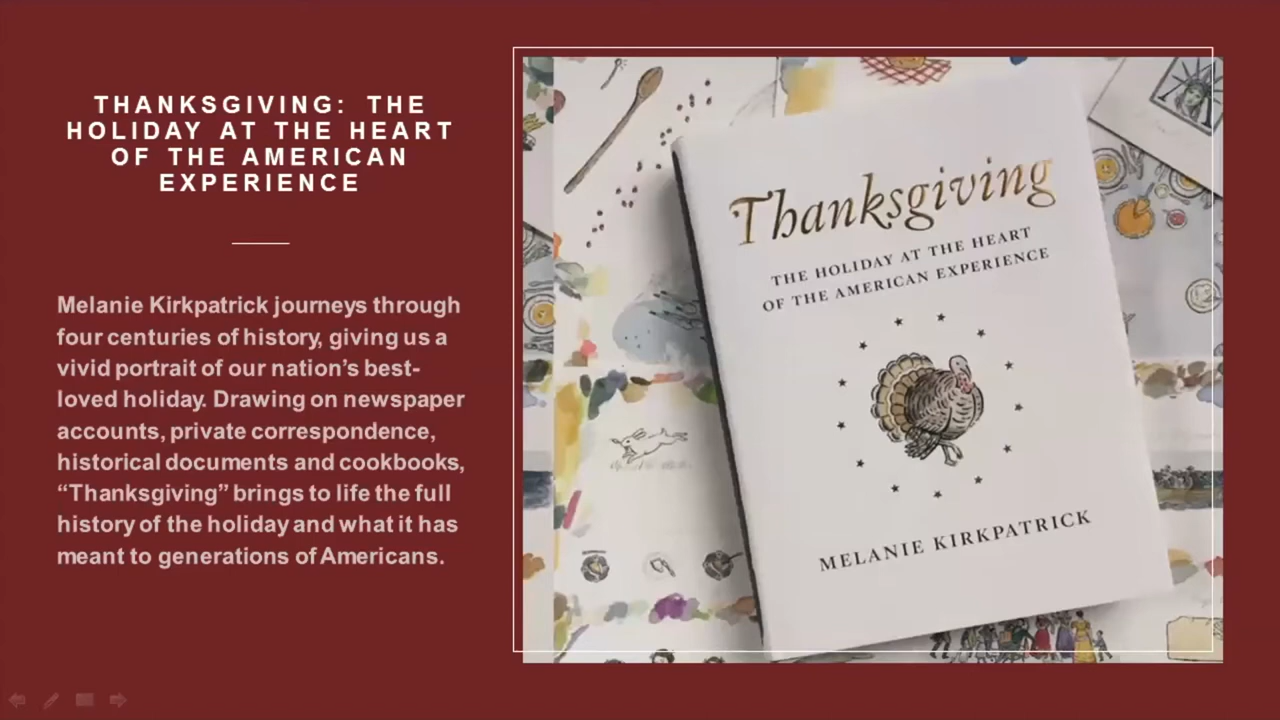 THANKSGIVING: THE
HOLIDAY AT THE HEART
OF THE AMERICAN
EXPERIENCE
Melanie Kirkpatrick journeys through
four centuries of history, giving us a
vivid portrait of our nation’s best-
loved holiday. Drawing on newspaper
accounts, private correspondence,
historical documents and cookbooks,
“Thanksgiving” brings to life the full
history of the holiday and what it has
meant to generations of Americans.
Thanksgiving
THE HOLIDAY AT THE HEART
OF THE AMERICAN EXPERIENCE
MELANIE KIRKPATRICK